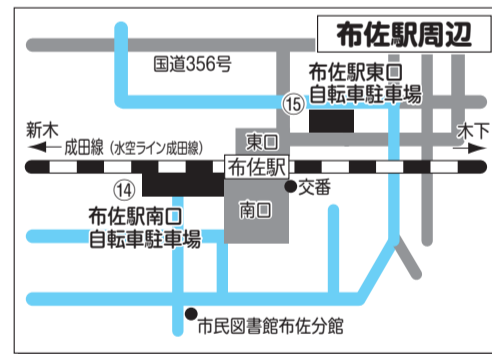 布佐駅周辺
国道356号
布佐駅東口
⑮ 自転車駐車場
新木
成田線（水空ライン成田線）
東口
木下
布佐駅
⑭
交番
布佐駅南口
自転車駐車場
南口
市民図書館布佐分館